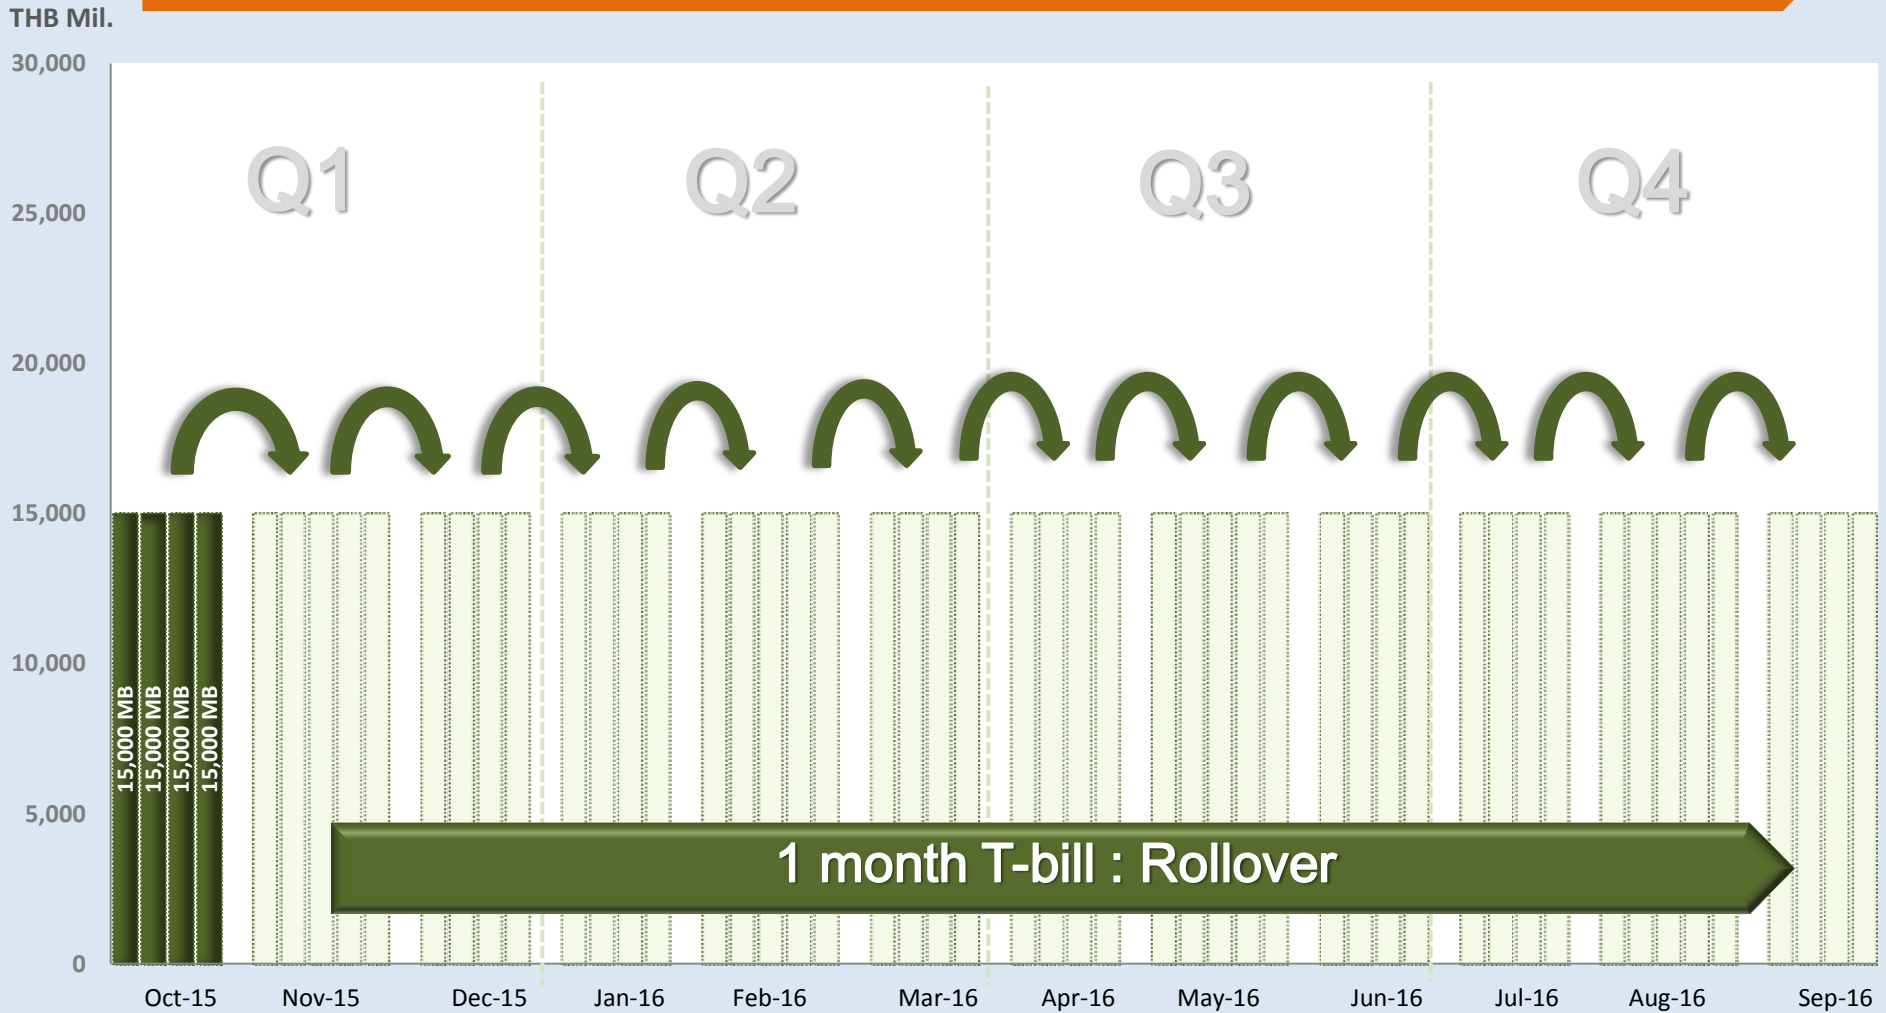 THB Mil.
30,000
25,000
20,000
15,000
10,000
5,000
0
Q1 Q2 Q3 Q4
15,000 MB
15,000 MB
15,000 MB
15,000 MB
1 month T-bill : Rollover
Oct-15 Nov-15 Dec-15 Jan-16 Feb-16 Mar-16 Apr-16 May-16 Jun-16 Jul-16 Aug-16 Sep-16